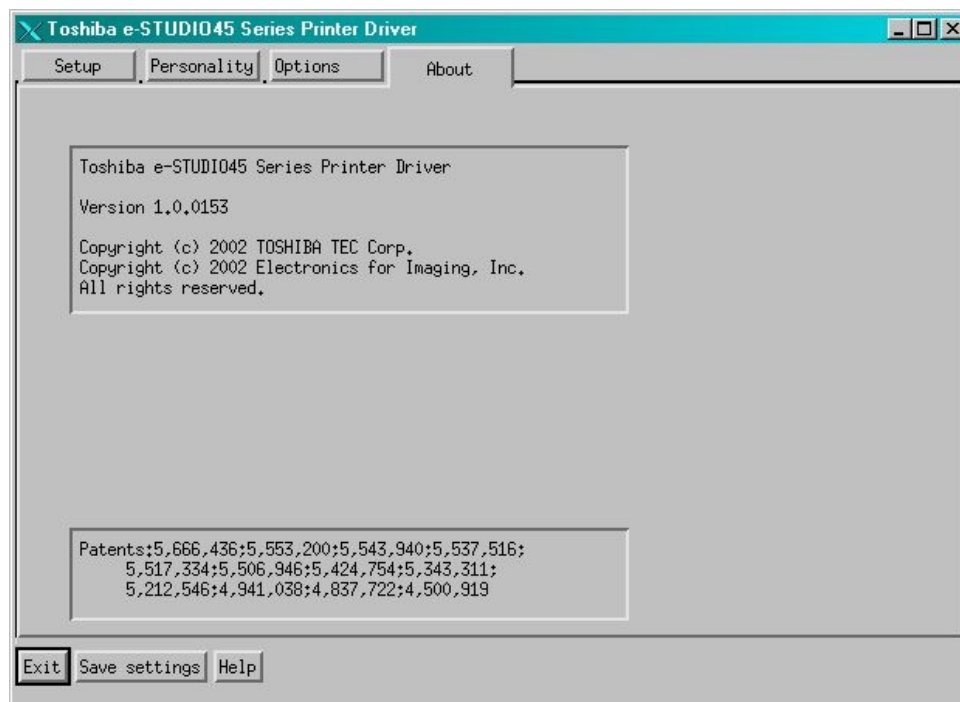 Toshiba e-STUDIO45 Series Printer Driver
Setup Personality Options About
Toshiba e-STUDIO45 Series Printer Driver
Version 1.0.0153
Copyright (c) 2002 TOSHIBA TEC Corp.
Copyright (c) 2002 Electronics for Imaging, Inc.
All rights reserved.
Patents:5,666,436;5,553,200;5,543,940;5,537,516;
5,517,334;5,506,946;5,424,754;5,343,311;
5,212,546;4,941,038;4,837,722;4,500,919
Exit Save settings Help